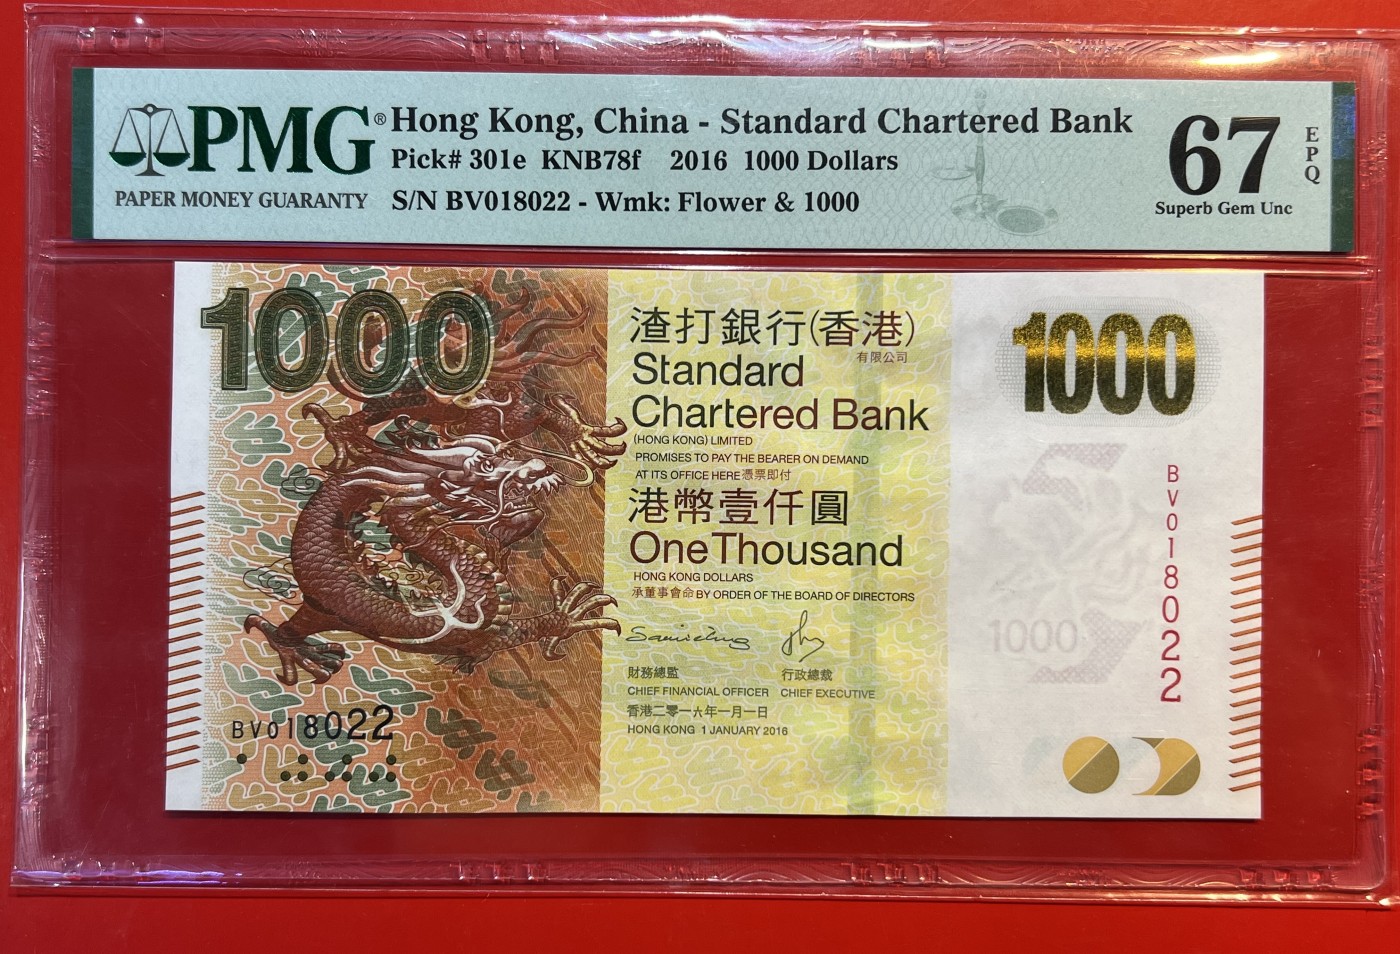 PMG®
PAPER MONEY GUARANTY
Hong Kong, China - Standard Chartered Bank
Pick# 301e KNB78f 2016 1000 Dollars
S/N BV018022 - Wmk: Flower & 1000
67
EPQ
Superb Gem Unc
1000
渣打銀行(香港)
有限公司
Standard
Chartered Bank
(HONG KONG) LIMITED
PROMISES TO PAY THE BEARER ON DEMAND
AT ITS OFFICE HERE 憑票即付
港幣壹仟圓
One Thousand
HONG KONG DOLLARS
承董事會命 BY ORDER OF THE BOARD OF DIRECTORS
財務總監 行政總裁
CHIEF FINANCIAL OFFICER CHIEF EXECUTIVE
香港二零一六年一月一日
HONG KONG 1 JANUARY 2016
BV018022
1000
BV018022
1000